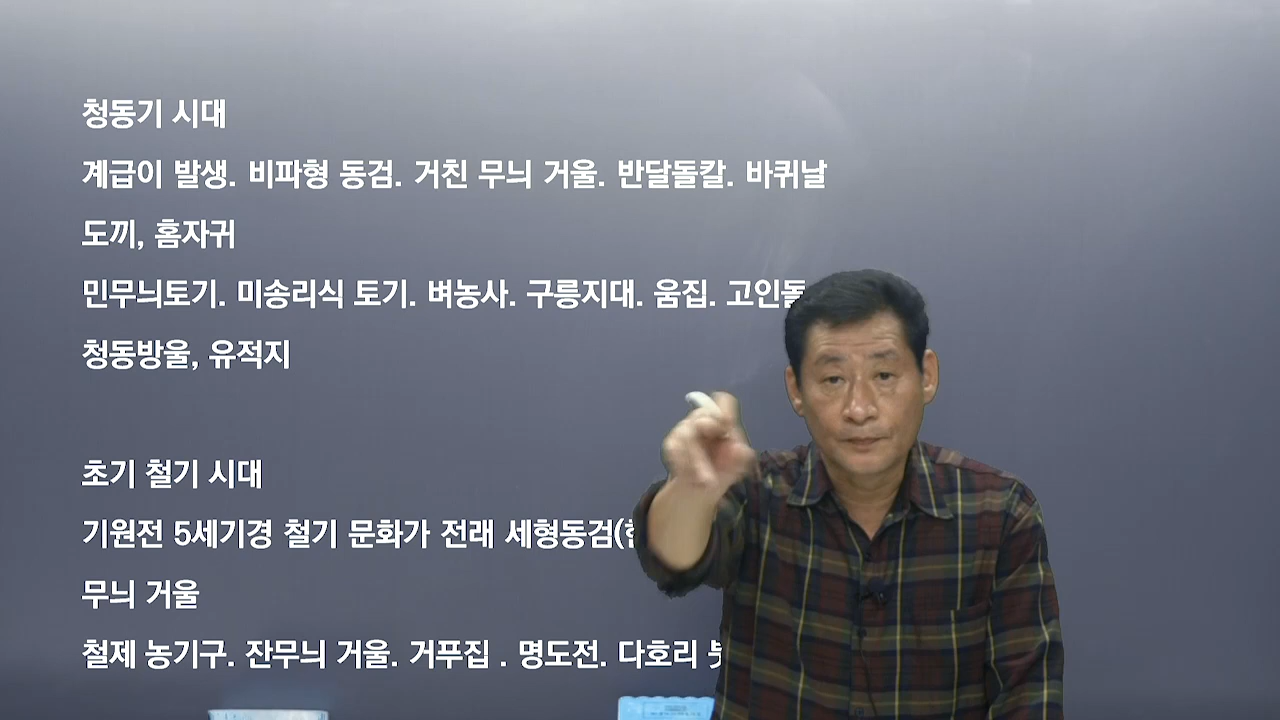 청동기 시대
계급이 발생. 비파형 동검. 거친 무늬 거울. 반달돌칼. 바퀴날
도끼, 홈자귀
민무늬토기. 미송리식 토기. 벼농사. 구릉지대. 움집. 고인돌
청동방울, 유적지
초기 철기 시대
기원전 5세기경 철기 문화가 전래 세형동검(
무늬 거울
철제 농기구. 잔무늬 거울. 거푸집 . 명도전. 다호리